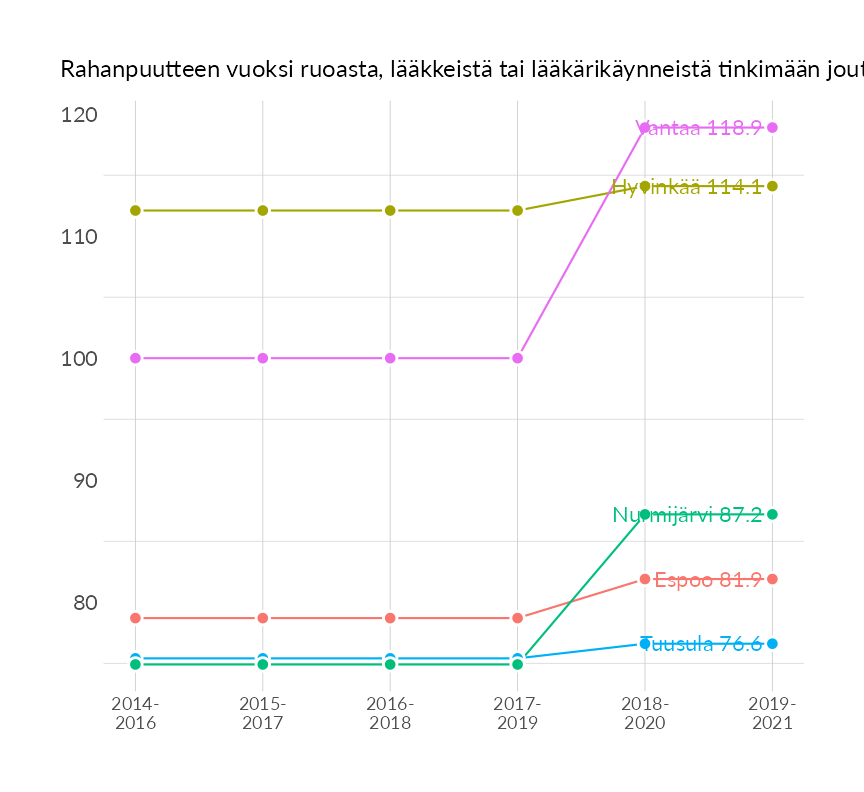 Rahanpuutteen vuoksi ruoasta, lääkkeistä tai lääkärikäynneistä tinkimään
120
110
100
90
80
Vantaa 118.9
Hyvinkää 114.1
Nurmijärvi 87.2
Espoo 81.9
Tuusula 76.6
2014-
2016
2015-
2017
2016-
2018
2017-
2019
2018-
2020
2019-
2021